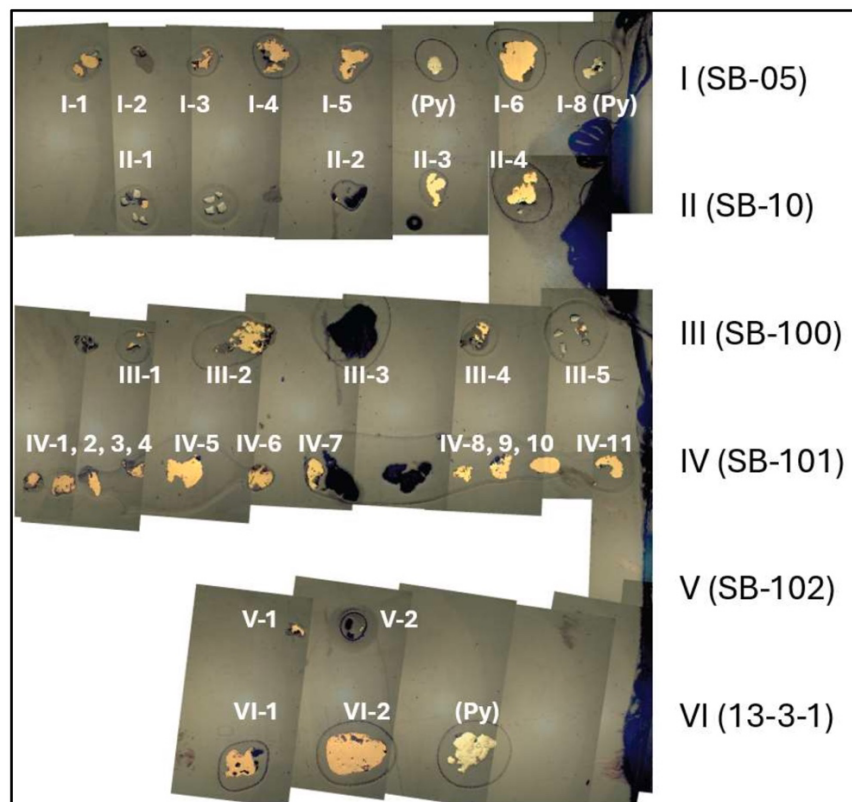 I-1 I-2 I-3 I-4 I-5 (Py) I-6 I-8 (Py)
I (SB-05)
II-1 II-2 II-3 II-4
II (SB-10)
III-1 III-2 III-3 III-4 III-5
III (SB-100)
IV-1, 2, 3, 4 IV-5 IV-6 IV-7 IV-8, 9, 10 IV-11
IV (SB-101)
V (SB-102)
V-1 V-2
VI-1 VI-2 (Py)
VI (13-3-1)